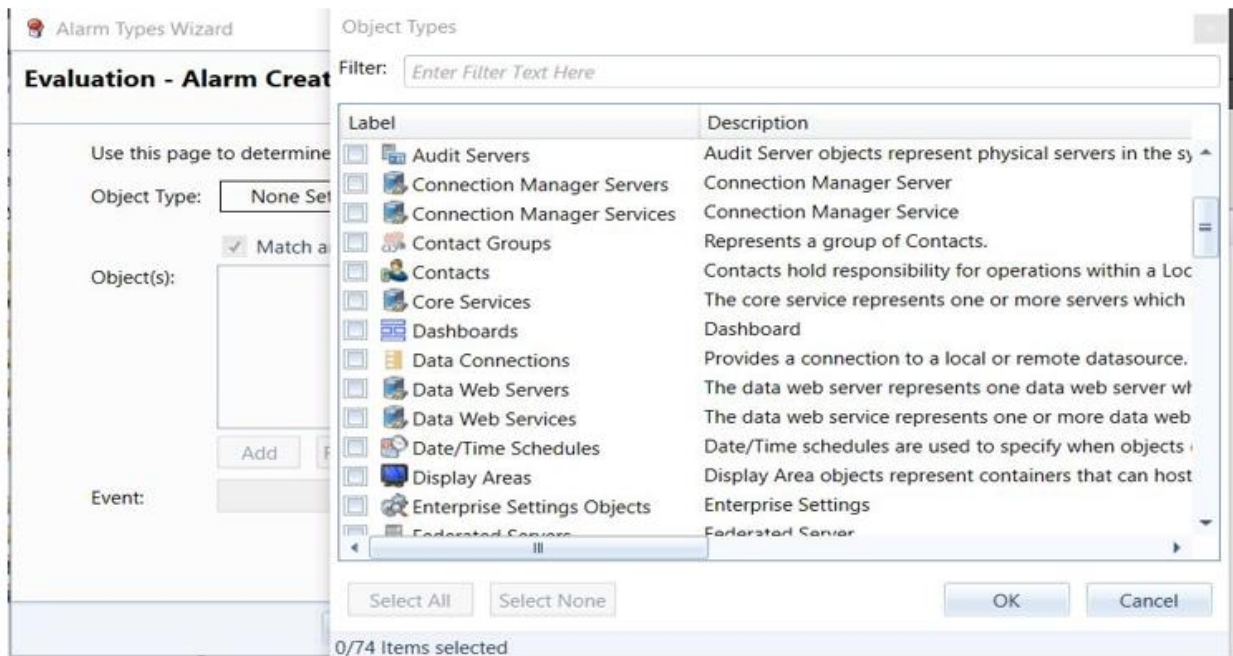 Alarm Types Wizard
Evaluation - Alarm Creat
Use this page to determine
Object Type: None Set
Match a
Object(s):
Add
Event:
Object Types
Filter: Enter Filter Text Here
Label Description
Audit Servers Audit Server objects represent physical servers in the sy
Connection Manager Servers Connection Manager Server
Connection Manager Services Connection Manager Service
Contact Groups Represents a group of Contacts.
Contacts Contacts hold responsibility for operations within a Loc
Core Services The core service represents one or more servers which
Dashboards Dashboard
Data Connections Provides a connection to a local or remote datasource.
Data Web Servers The data web server represents one data web server wh
Data Web Services The data web service represents one or more data web
Date/Time Schedules Date/Time schedules are used to specify when objects
Display Areas Display Area objects represent containers that can host
Enterprise Settings Objects Enterprise Settings
Federated Servers Federated Server
Select All Select None OK Cancel
0/74 Items selected